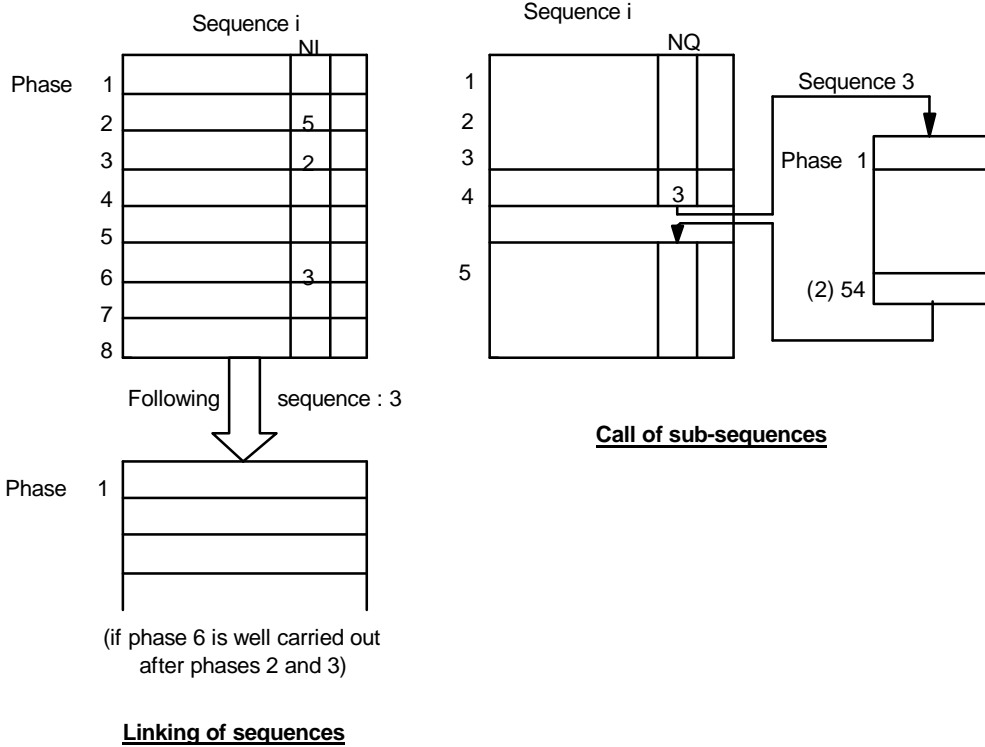 Sequence i
NI
Phase 1
2 5
3 2
4
5
6 3
7
8
Following sequence : 3
Phase 1
(if phase 6 is well carried out
after phases 2 and 3)
Linking of sequences
Sequence i
NQ
1
2
3
4 3
5
Sequence 3
Phase 1
(2) 54
Call of sub-sequences